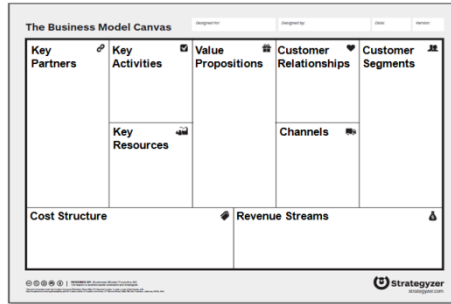 The Business Model Canvas
Designed for:
Designed by:
Date:
Version:
Key
Partners
Key
Activities
Value
Propositions
Customer
Relationships
Customer
Segments
Key
Resources
Channels
Cost Structure
Revenue Streams
Strategyzer
strategyzer.com